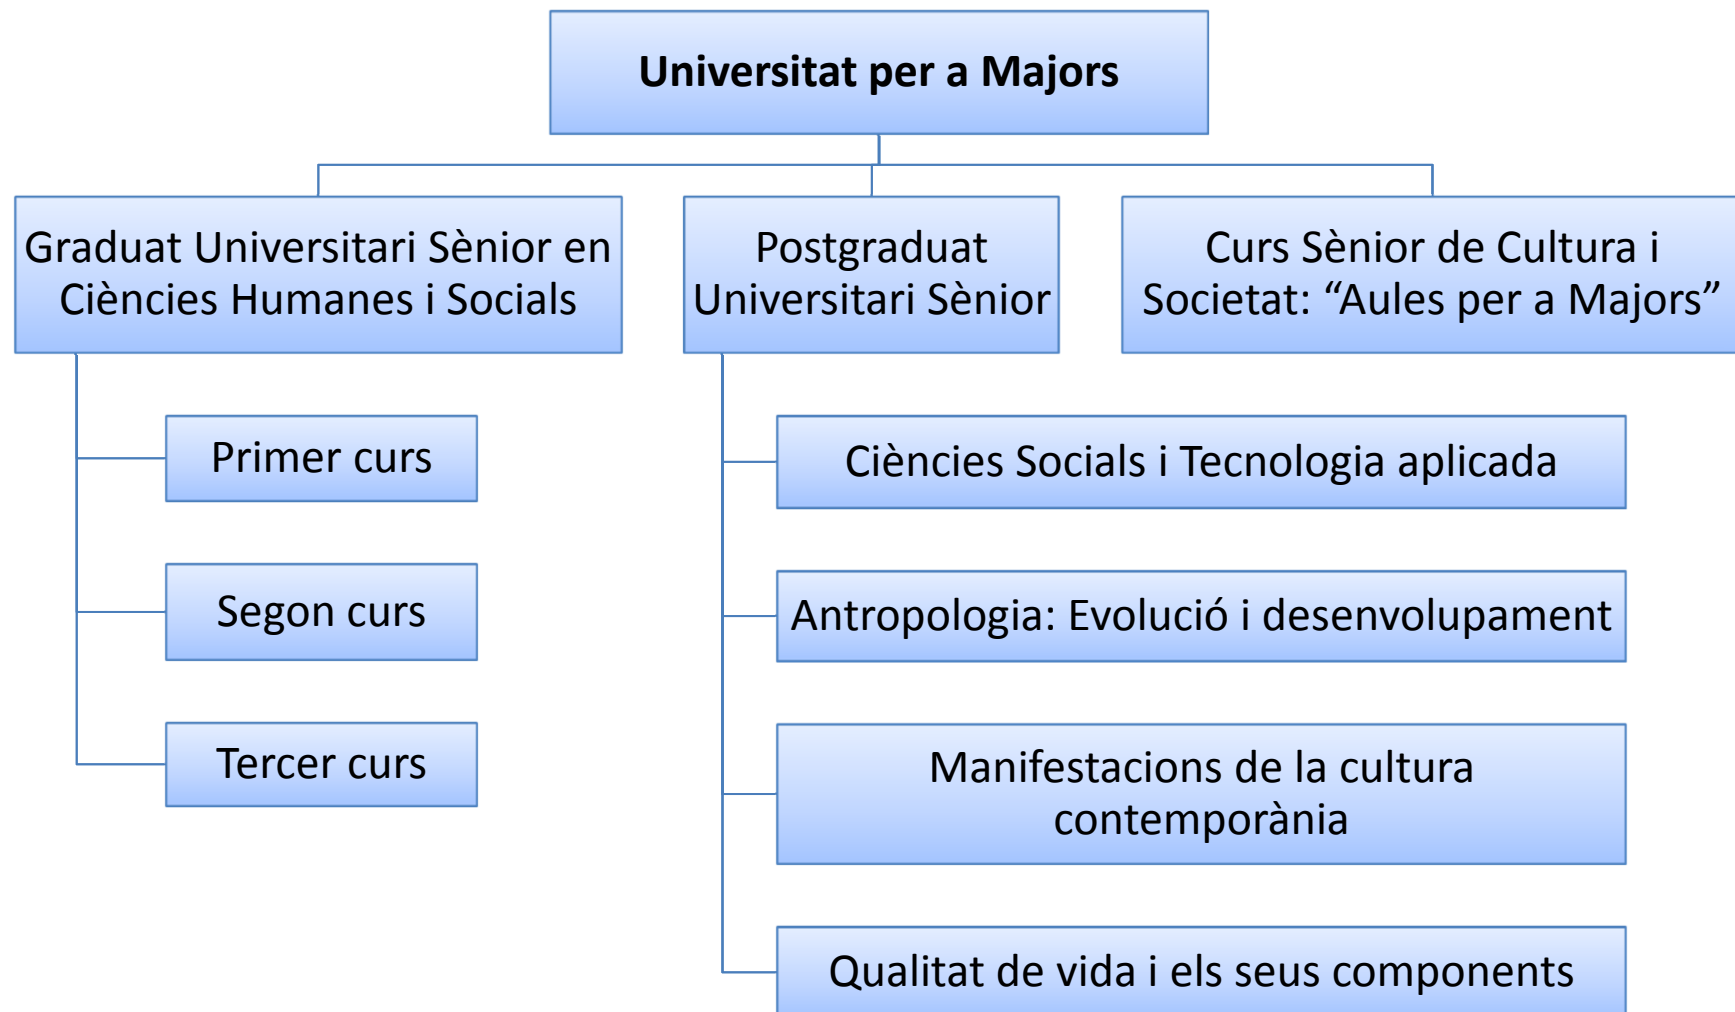 Universitat per a Majors
Graduat Universitari Sènior en
Ciències Humanes i Socials
Postgraduat
Universitari Sènior
Curs Sènior de Cultura i
Societat: “Aules per a Majors”
Primer curs
Segon curs
Tercer curs
Ciències Socials i Tecnologia aplicada
Antropologia: Evolució i desenvolupament
Manifestacions de la cultura
contemporània
Qualitat de vida i els seus components